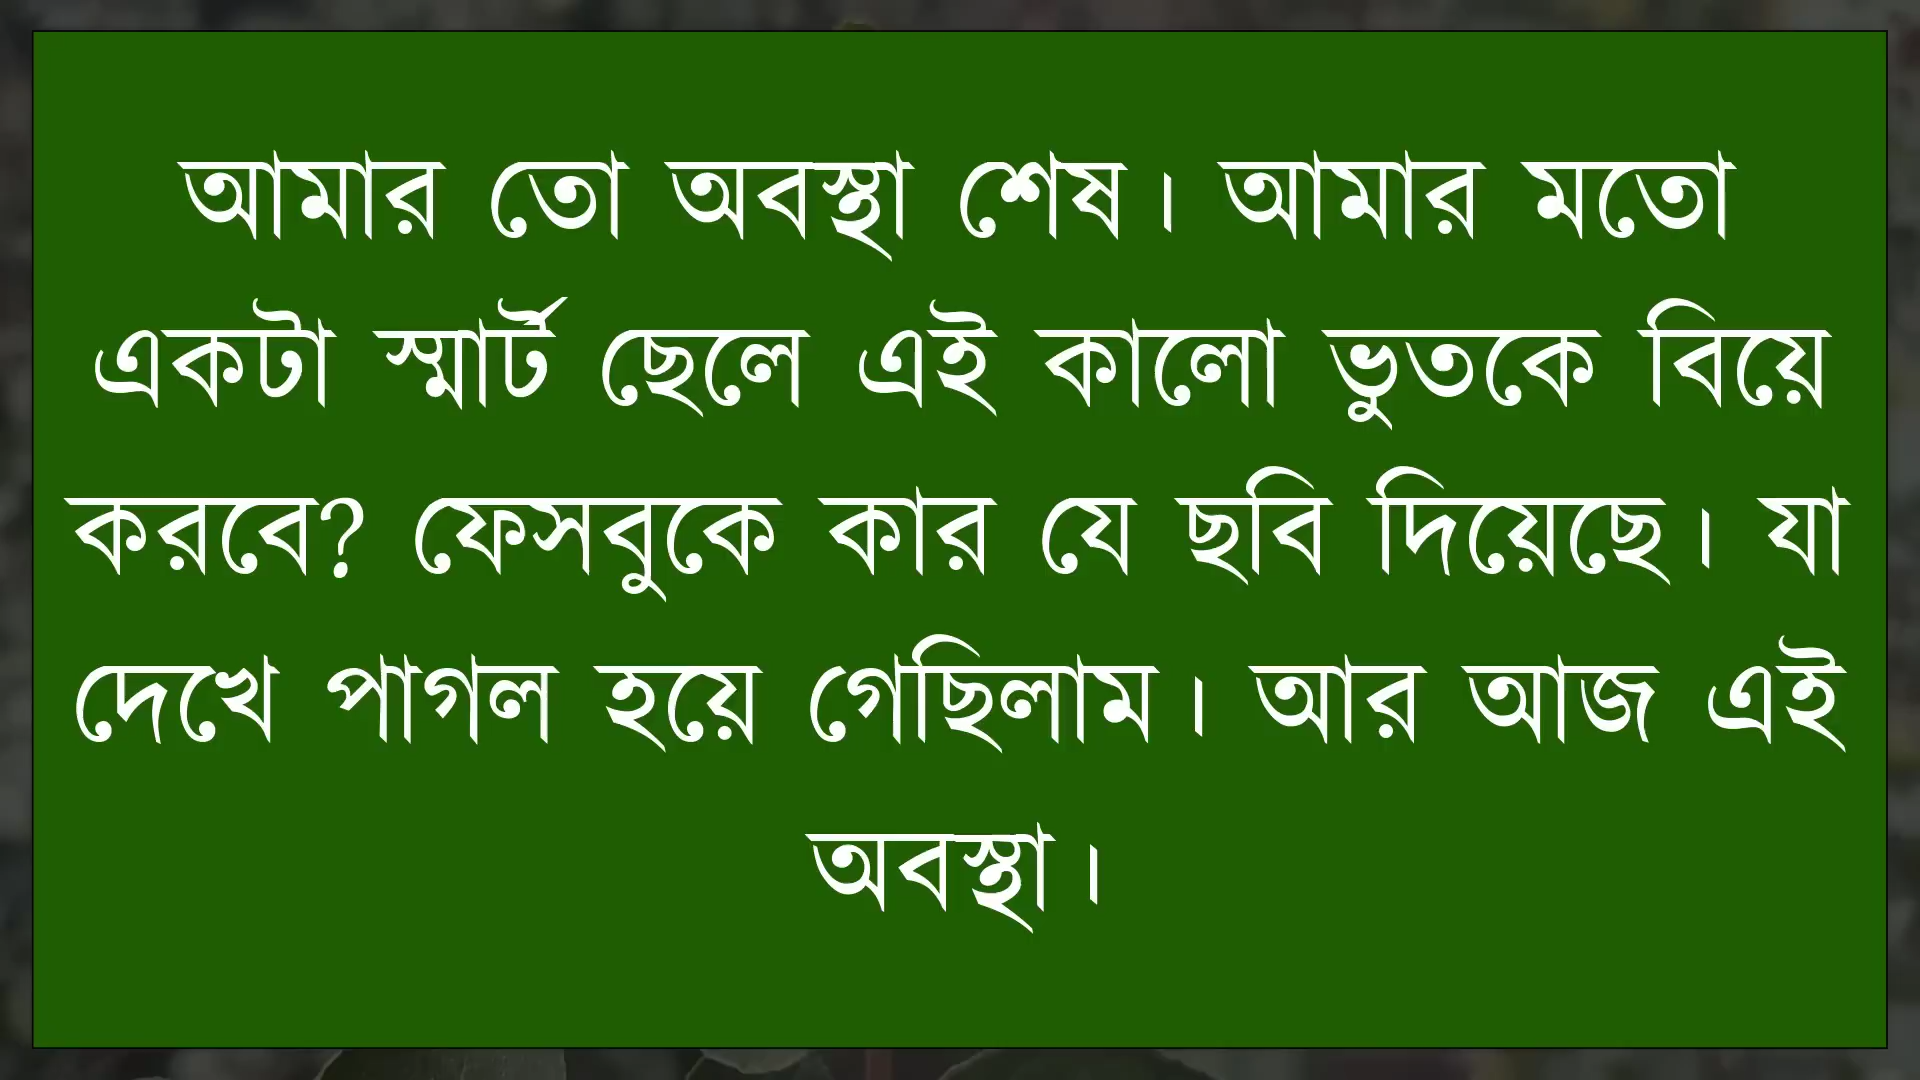 আমার তো অবস্থা শেষ। আমার মতো
একটা স্মার্ট ছেলে এই কালো ভুতকে বিয়ে
করবে? ফেসবুকে কার যে ছবি দিয়েছে। যা
দেখে পাগল হয়ে গেছিলাম। আর আজ এই
অবস্থা।